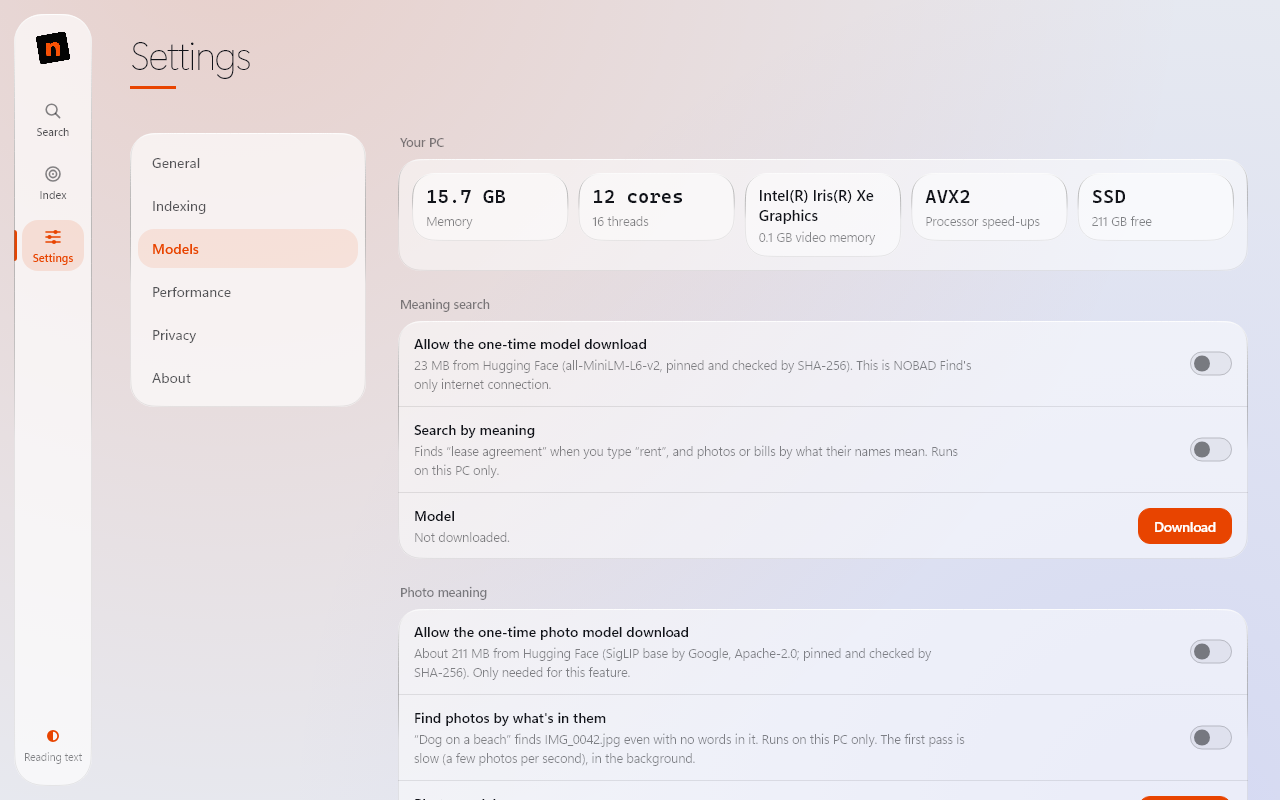 n
Search
Index
Settings
Reading text
Settings
General
Indexing
Models
Performance
Privacy
About
Your PC
15.7 GB
Memory
12 cores
16 threads
Intel(R) Iris(R) Xe
Graphics
0.1 GB video memory
AVX2
Processor speed-ups
SSD
211 GB free
Meaning search
Allow the one-time model download
23 MB from Hugging Face (all-MiniLM-L6-v2, pinned and checked by SHA-256). This is NOBAD Find's
only internet connection.
Search by meaning
Finds “lease agreement” when you type “rent”, and photos or bills by what their names mean. Runs
on this PC only.
Model
Not downloaded.
Download
Photo meaning
Allow the one-time photo model download
About 211 MB from Hugging Face (SigLIP base by Google, Apache-2.0; pinned and checked by
SHA-256). Only needed for this feature.
Find photos by what's in them
“Dog on a beach” finds IMG_0042.jpg even with no words in it. Runs on this PC only. The first pass is
slow (a few photos per second), in the background.